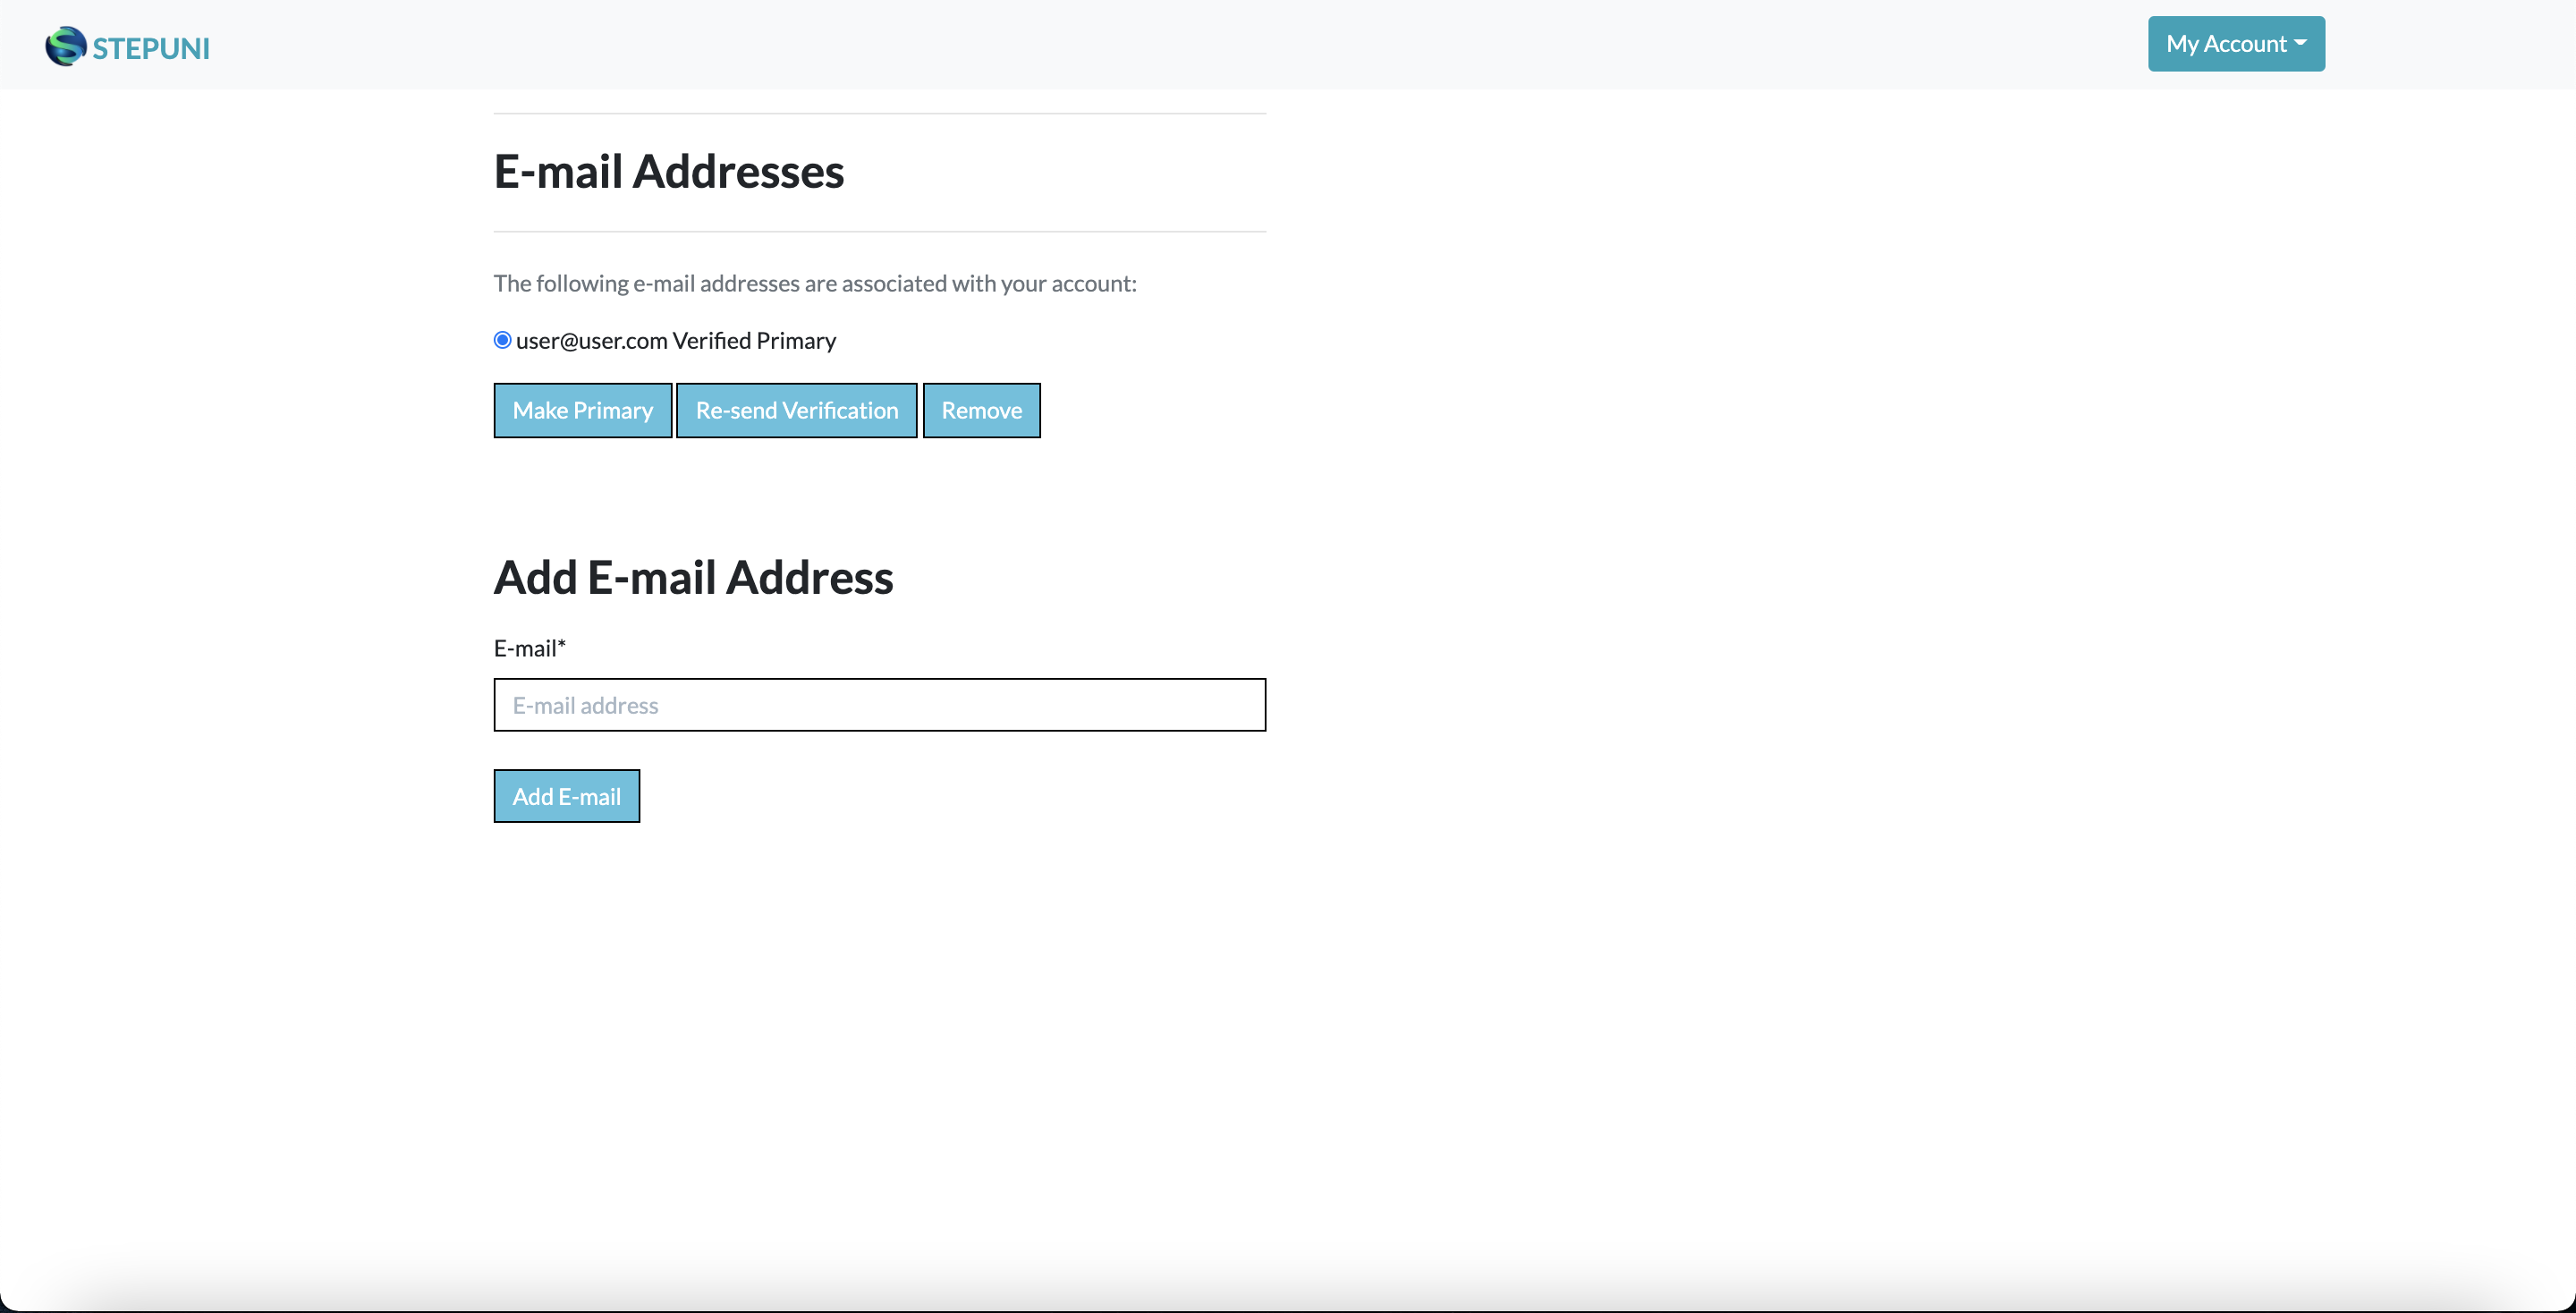 STEPUNI
My Account
E-mail Addresses
The following e-mail addresses are associated with your account:
user@user.com Verified Primary
Make Primary Re-send Verification Remove
Add E-mail Address
E-mail*
E-mail address
Add E-mail